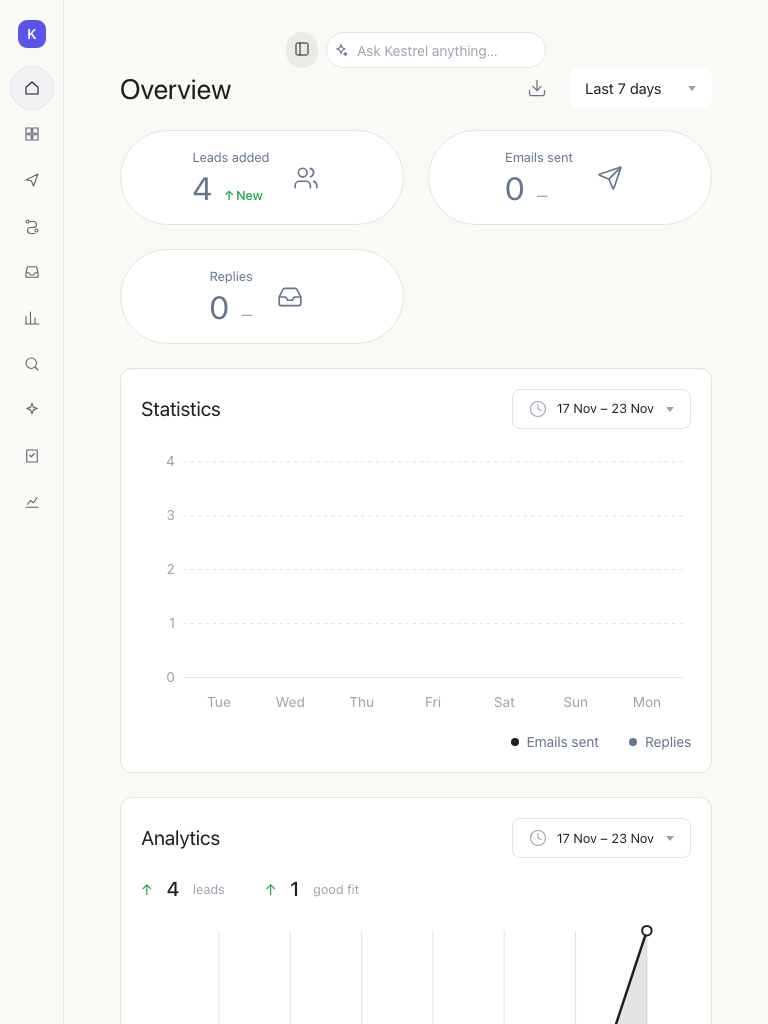 K
Ask Kestrel anything...
Overview
Last 7 days
Leads added
4 ↑ New
Emails sent
0 –
Replies
0 –
Statistics
17 Nov – 23 Nov
4
3
2
1
0
Tue Wed Thu Fri Sat Sun Mon
Emails sent Replies
Analytics
17 Nov – 23 Nov
↑ 4 leads ↑ 1 good fit